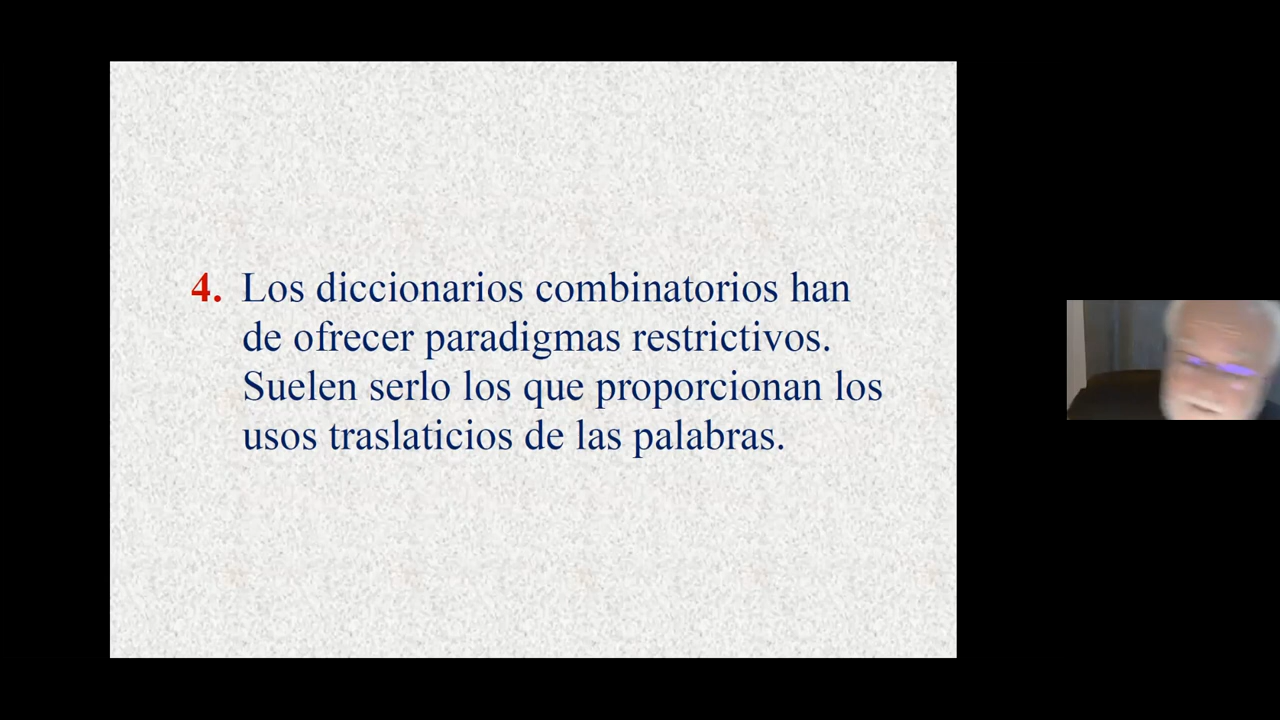 4. Los diccionarios combinatorios han
de ofrecer paradigmas restrictivos.
Suelen serlo los que proporcionan los
usos traslaticios de las palabras.